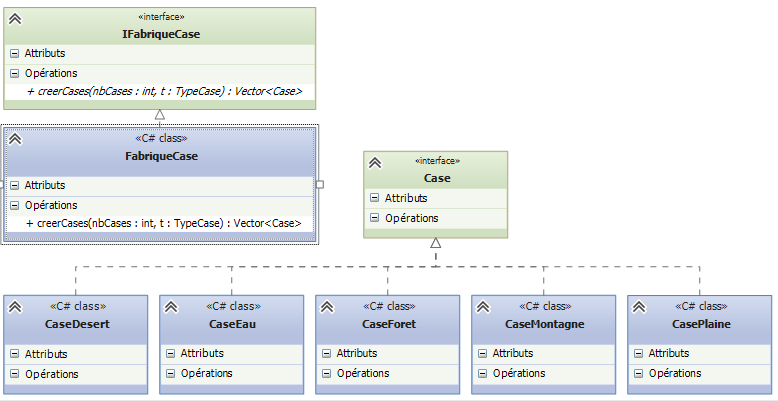 «interface»
IFabriqueCase
Attributs
Opérations
+ creerCases(nbCases : int, t : TypeCase) : Vector<Case>
«C# class»
FabriqueCase
Attributs
Opérations
+ creerCases(nbCases : int, t : TypeCase) : Vector<Case>
«interface»
Case
Attributs
Opérations
«C# class»
CaseDesert
Attributs
Opérations
«C# class»
CaseEau
Attributs
Opérations
«C# class»
CaseForet
Attributs
Opérations
«C# class»
CaseMontagne
Attributs
Opérations
«C# class»
CasePlaine
Attributs
Opérations